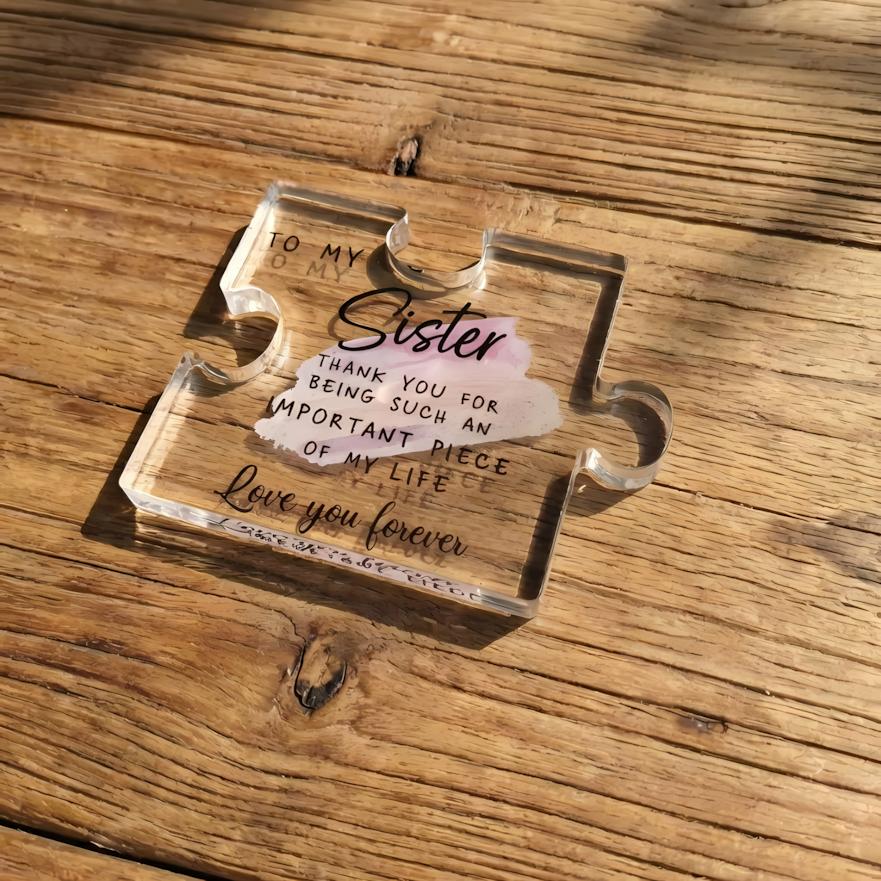 TO MY
Sister
THANK YOU FOR
BEING SUCH AN
IMPORTANT PIECE
OF MY LIFE
Love you forever